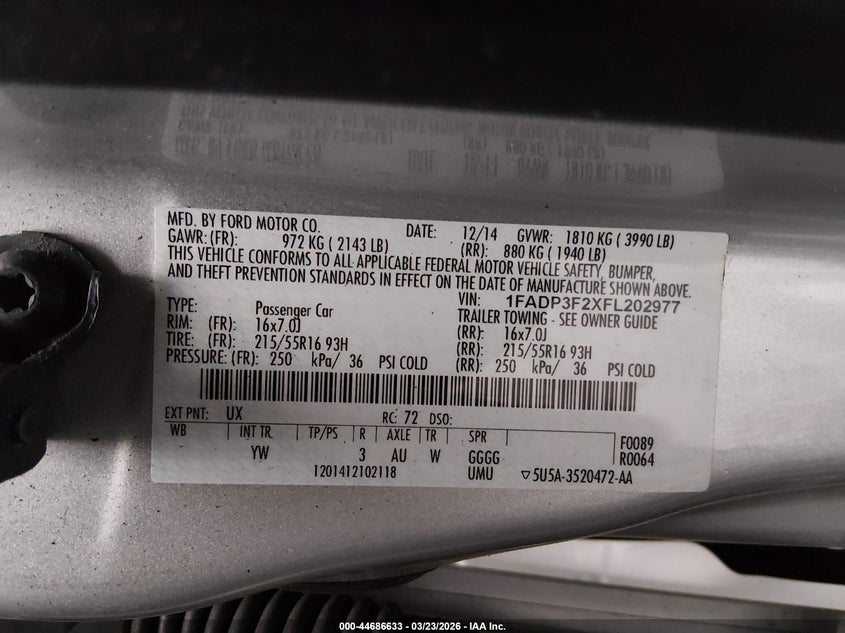 MFD. BY FORD MOTOR CO. DATE: 12/14 GVWR: 1810 KG ( 3990 LB)
GAWR: (FR): 972 KG ( 2143 LB) (RR): 880 KG ( 1940 LB)
THIS VEHICLE CONFORMS TO ALL APPLICABLE FEDERAL MOTOR VEHICLE SAFETY, BUMPER,
AND THEFT PREVENTION STANDARDS IN EFFECT ON THE DATE OF MANUFACTURE SHOWN ABOVE.
VIN: 1FADP3F2XFL202977
TYPE: Passenger Car TRAILER TOWING - SEE OWNER GUIDE
RIM: (FR): 16x7.0J (RR): 16x7.0J
TIRE: (FR): 215/55R16 93H (RR): 215/55R16 93H
PRESSURE: (FR): 250 kPa/ 36 PSI COLD (RR): 250 kPa/ 36 PSI COLD
EXT PNT: UX RC: 72 DSO:
WB INT TR. TP/PS R AXLE TR SPR F0089
YW 3 AU W GGGG R0064
1201412102118 UMU ▽5U5A-3520472-AA
000-44686633 - 03/23/2026 - IAA Inc.